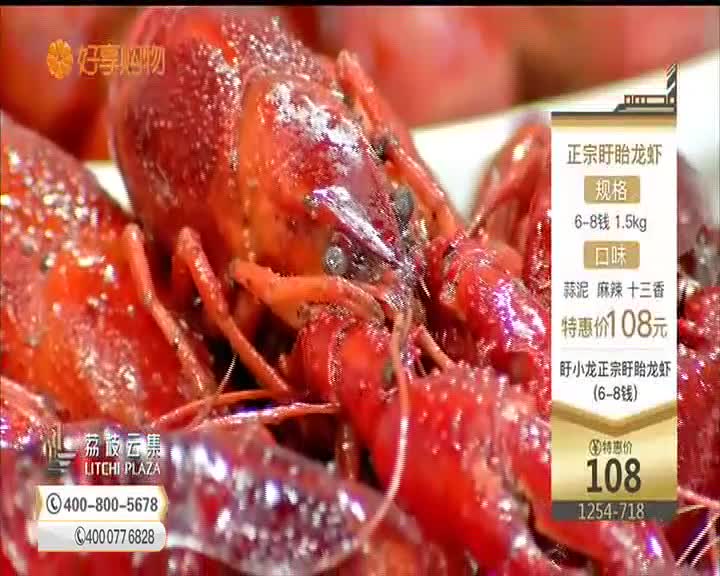 好享购物
正宗盱眙龙虾
规格
6-8钱 1.5kg
口味
蒜泥 麻辣 十三香
特惠价108元
盱小龙正宗盱眙龙虾
(6-8钱)
特惠价
108
1254-718
荔枝云集
LITCHI PLAZA
400-800-5678
400 077 6828